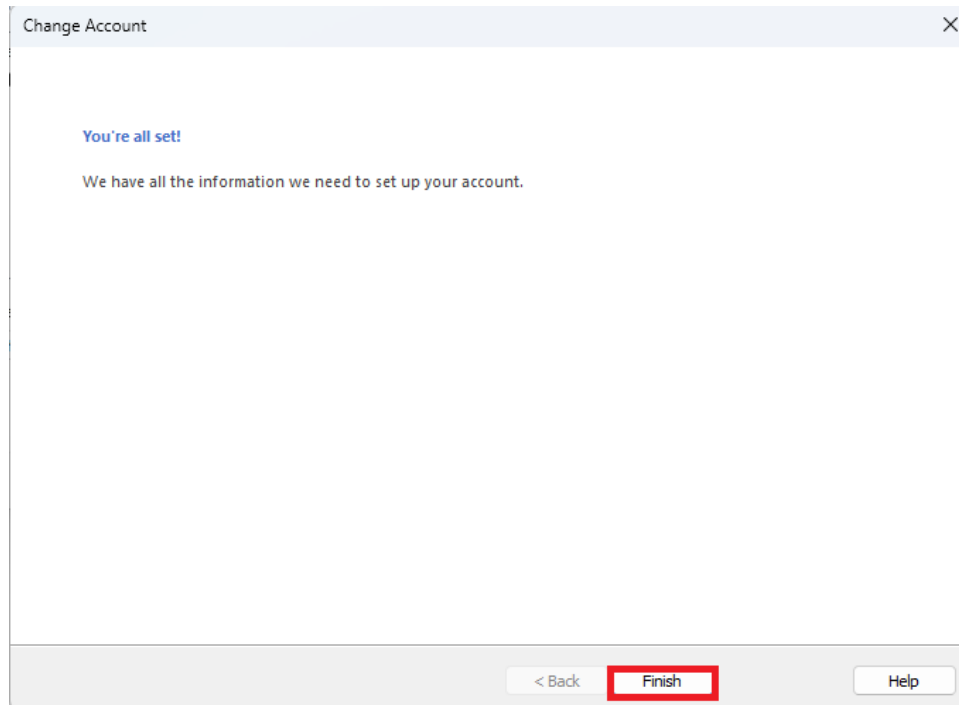 Change Account
You're all set!
We have all the information we need to set up your account.
< Back
Finish
Help